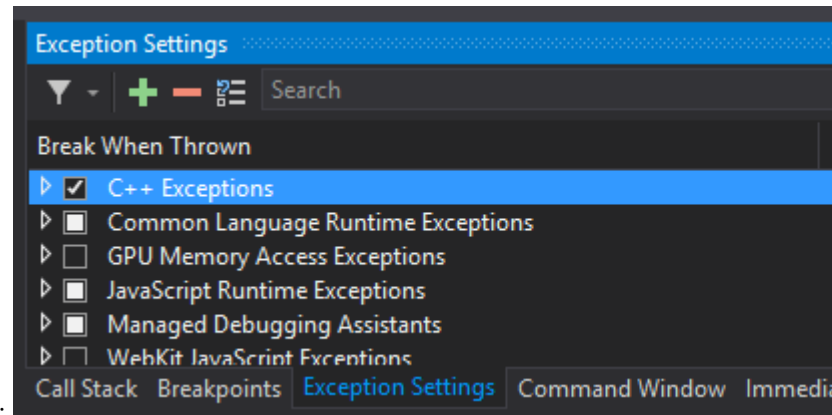 Exception Settings
Search
Break When Thrown
C++ Exceptions
Common Language Runtime Exceptions
GPU Memory Access Exceptions
JavaScript Runtime Exceptions
Managed Debugging Assistants
WebKit JavaScript Exceptions
Call Stack Breakpoints Exception Settings Command Window Immedia
.